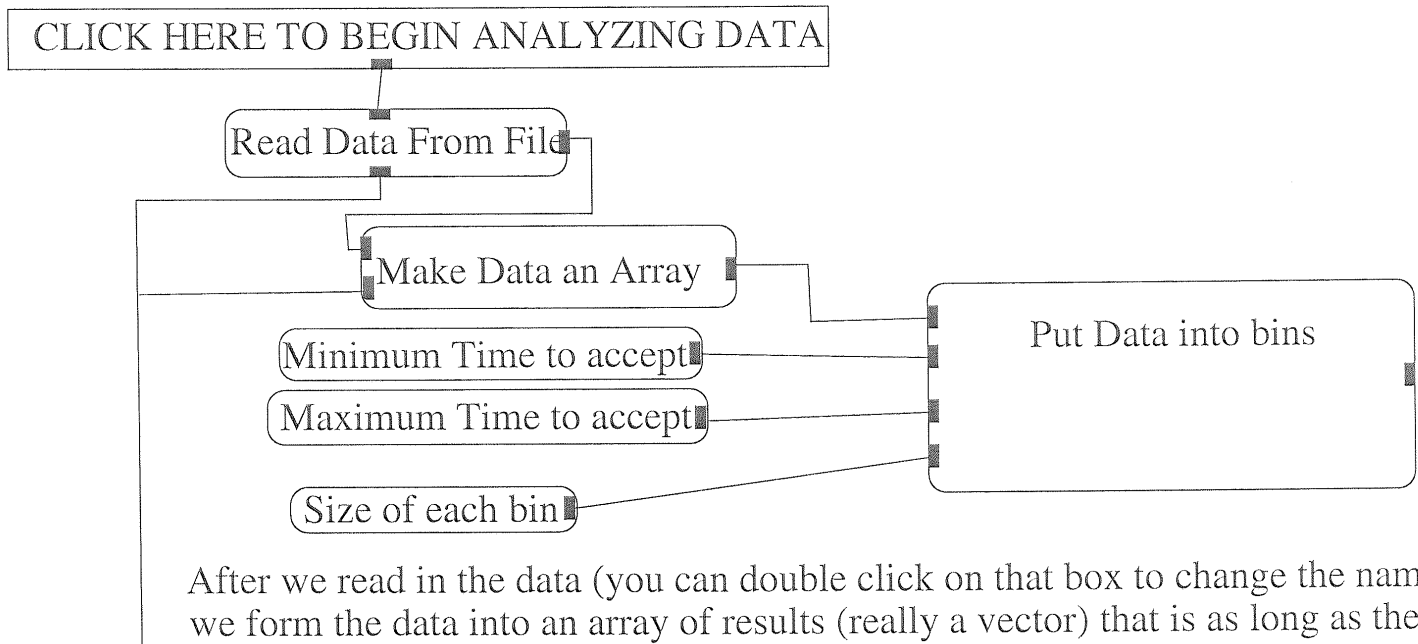 CLICK HERE TO BEGIN ANALYZING DATA
Read Data From File
Make Data an Array
Put Data into bins
Minimum Time to accept
Maximum Time to accept
Size of each bin
After we read in the data (you can double click on that box to change the nam
we form the data into an array of results (really a vector) that is as long as the